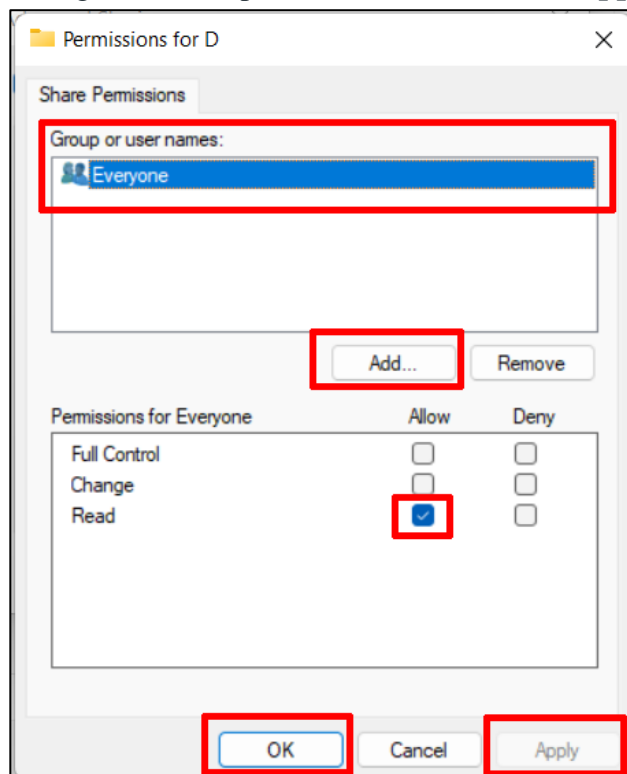 Permissions for D
Share Permissions
Group or user names:
Everyone
Add...
Remove
Permissions for Everyone
Allow
Deny
Full Control
Change
Read
OK
Cancel
Apply